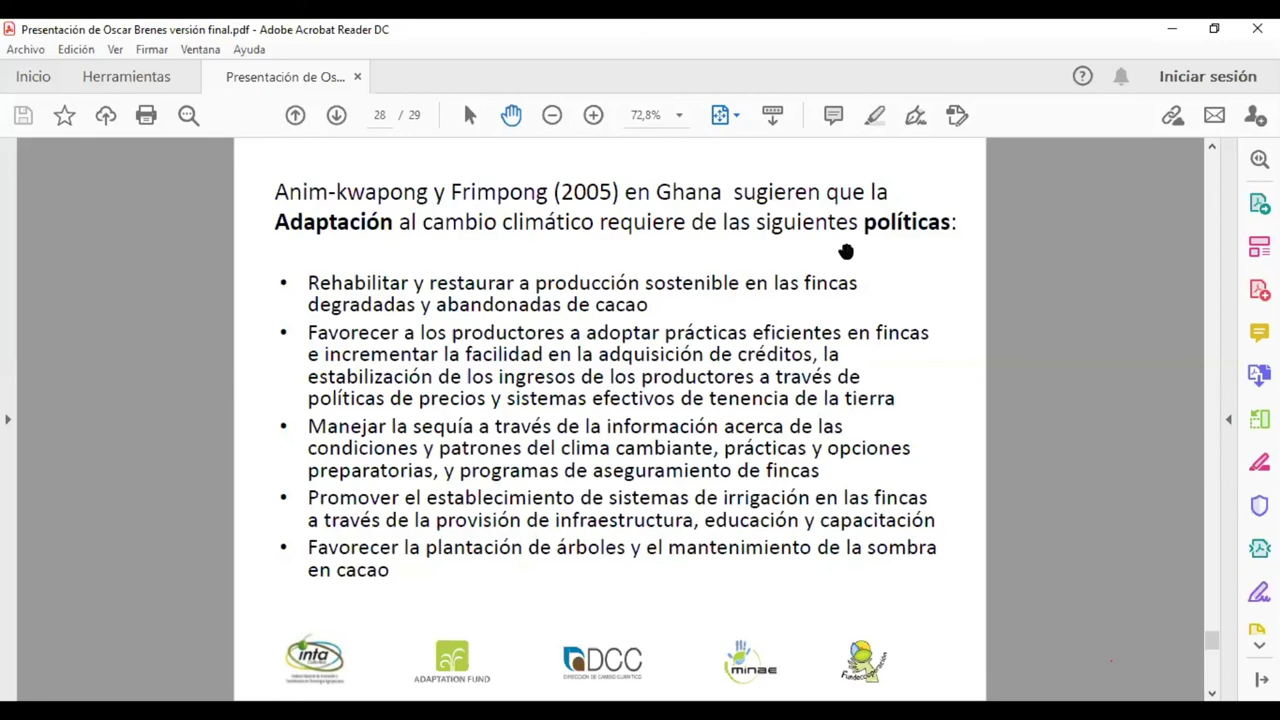 Presentación de Oscar Brenes versión final.pdf - Adobe Acrobat Reader DC
Archivo Edición Ver Firmar Ventana Ayuda
Inicio Herramientas Presentación de Os... Iniciar sesión
28 / 29 72,8%
Anim-kwapong y Frimpong (2005) en Ghana sugieren que la
Adaptación al cambio climático requiere de las siguientes políticas:
• Rehabilitar y restaurar a producción sostenible en las fincas
degradadas y abandonadas de cacao
• Favorecer a los productores a adoptar prácticas eficientes en fincas
e incrementar la facilidad en la adquisición de créditos, la
estabilización de los ingresos de los productores a través de
políticas de precios y sistemas efectivos de tenencia de la tierra
• Manejar la sequía a través de la información acerca de las
condiciones y patrones del clima cambiante, prácticas y opciones
preparatorias, y programas de aseguramiento de fincas
• Promover el establecimiento de sistemas de irrigación en las fincas
a través de la provisión de infraestructura, educación y capacitación
• Favorecer la plantación de árboles y el mantenimiento de la sombra
en cacao
inta
ADAPTATION FUND
DCC
DIRECCIÓN DE CAMBIO CLIMÁTICO
minae